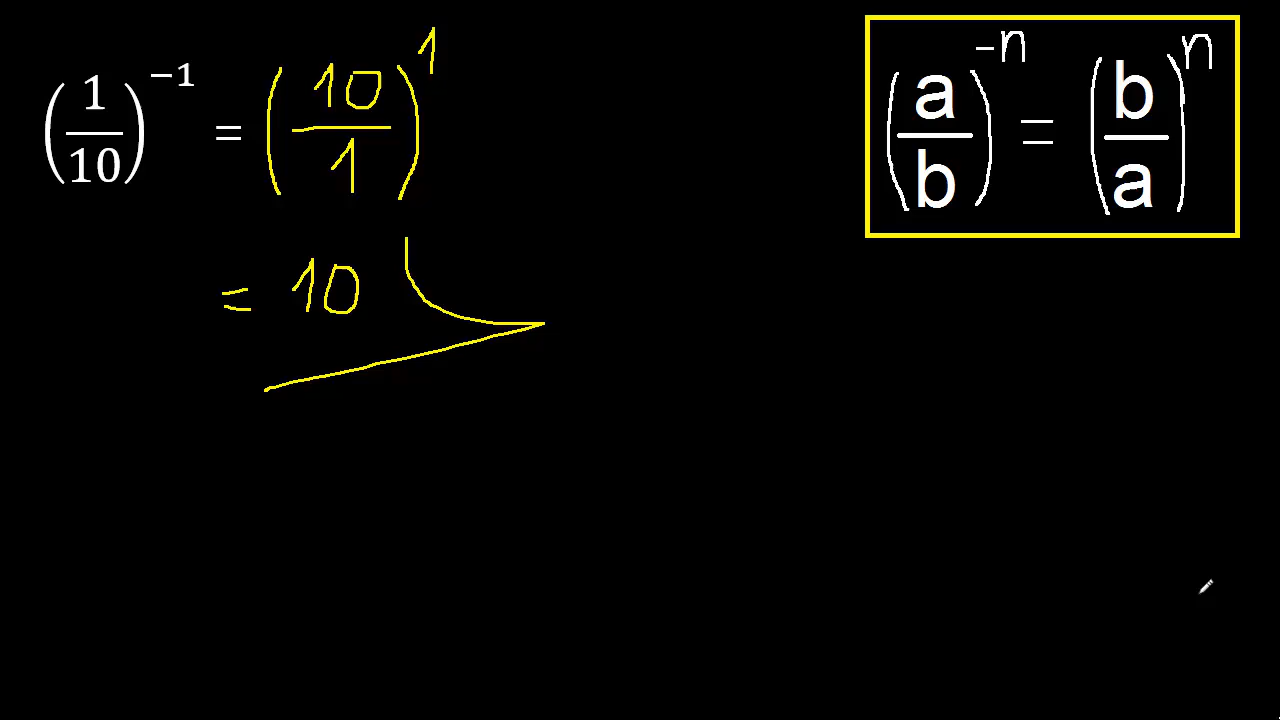 (1/10)^−1 = (10/1)^1
= 10
(a/b)^-n = (b/a)^n